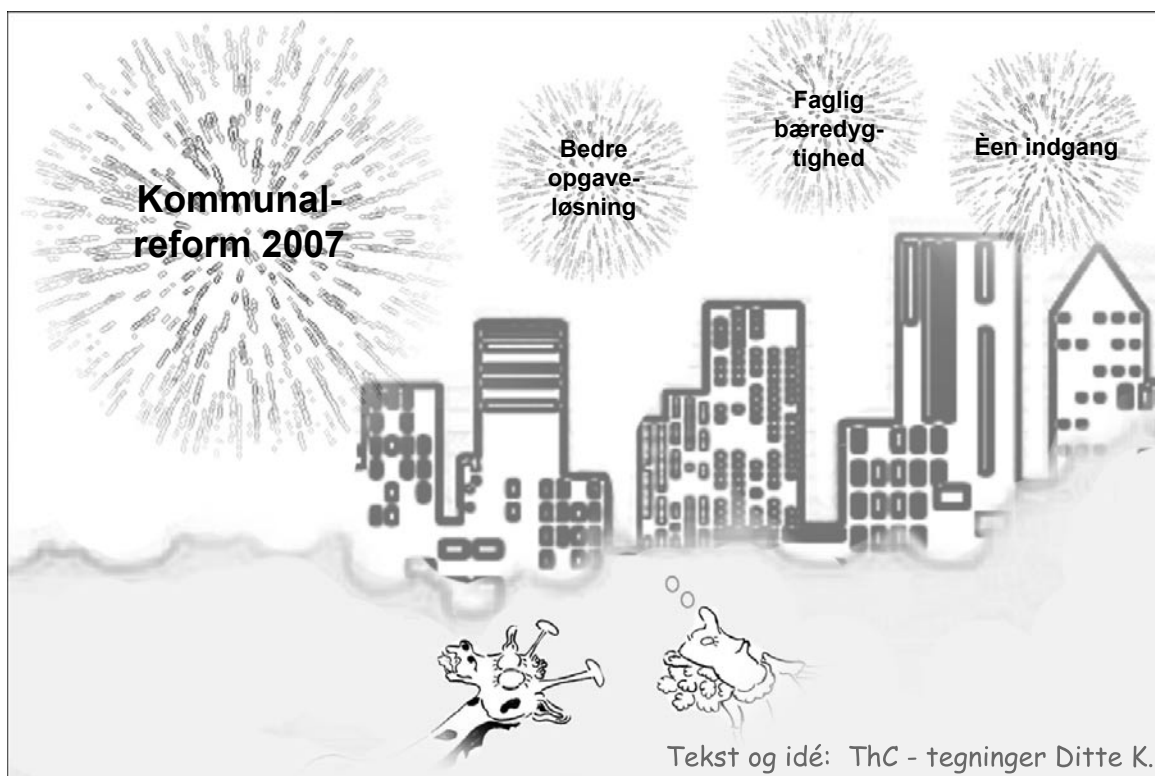 Kommunal-
reform 2007
Bedre
opgave-
løsning
Faglig
bæredyg-
tighed
Èen indgang
Tekst og idé: ThC - tegninger Ditte K.